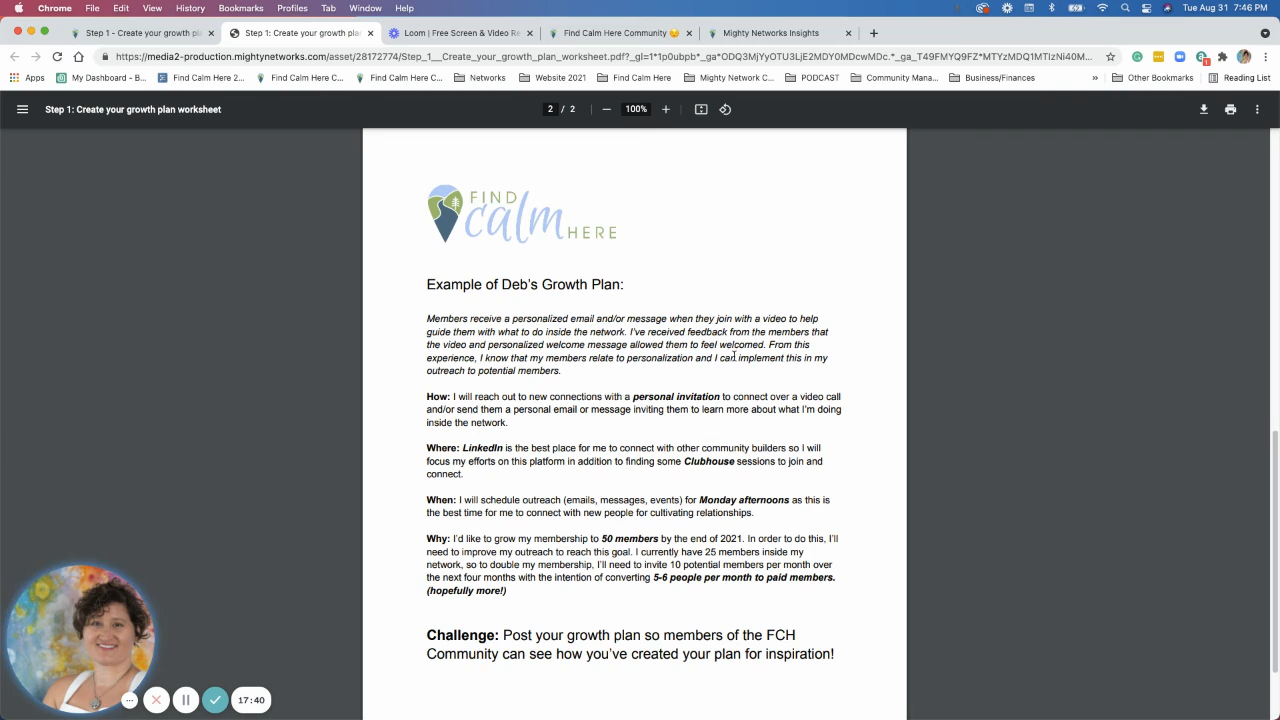 Chrome File Edit View History Bookmarks Profiles Tab Window Help Tue Aug 31 7:46 PM
Step 1 - Create your growth pl Step 1: Create your growth plan Loom | Free Screen & Video Re Find Calm Here Community Mighty Networks Insights
https://media2-production.mightynetworks.com/asset/28172774/Step_1__Create_your_growth_plan_worksheet.pdf?_gl=1*1p0ubpb*_ga*ODQ3MjYyOTU3LjE2MDY0MDcwMDc.*_ga_T49FMYQ9FZ*MTYzMDQ1MTIzNi40M...
Apps My Dashboard - B... Find Calm Here 2... Find Calm Here C... Find Calm Here C... Networks Website 2021 Find Calm Here Mighty Network C... PODCAST Community Mana... Business/Finances » Other Bookmarks Reading List
Step 1: Create your growth plan worksheet 2 / 2 100%
FIND
calm
HERE
Example of Deb's Growth Plan:
Members receive a personalized email and/or message when they join with a video to help
guide them with what to do inside the network. I've received feedback from the members that
the video and personalized welcome message allowed them to feel welcomed. From this
experience, I know that my members relate to personalization and I can implement this in my
outreach to potential members.
How: I will reach out to new connections with a personal invitation to connect over a video call
and/or send them a personal email or message inviting them to learn more about what I'm doing
inside the network.
Where: LinkedIn is the best place for me to connect with other community builders so I will
focus my efforts on this platform in addition to finding some Clubhouse sessions to join and
connect.
When: I will schedule outreach (emails, messages, events) for Monday afternoons as this is
the best time for me to connect with new people for cultivating relationships.
Why: I'd like to grow my membership to 50 members by the end of 2021. In order to do this, I'll
need to improve my outreach to reach this goal. I currently have 25 members inside my
network, so to double my membership, I'll need to invite 10 potential members per month over
the next four months with the intention of converting 5-6 people per month to paid members.
(hopefully more!)
Challenge: Post your growth plan so members of the FCH
Community can see how you've created your plan for inspiration!
17:40